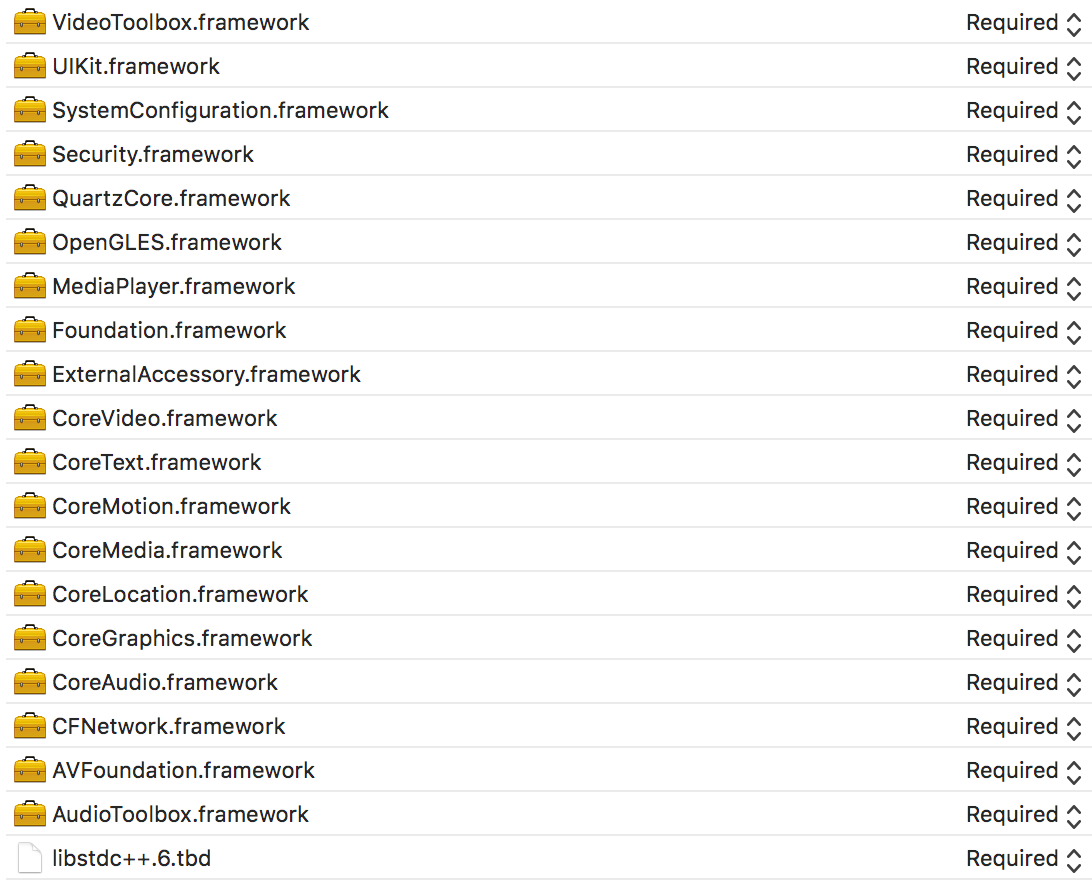 VideoToolbox.framework Required
UIKit.framework Required
SystemConfiguration.framework Required
Security.framework Required
QuartzCore.framework Required
OpenGLES.framework Required
MediaPlayer.framework Required
Foundation.framework Required
ExternalAccessory.framework Required
CoreVideo.framework Required
CoreText.framework Required
CoreMotion.framework Required
CoreMedia.framework Required
CoreLocation.framework Required
CoreGraphics.framework Required
CoreAudio.framework Required
CFNetwork.framework Required
AVFoundation.framework Required
AudioToolbox.framework Required
libstdc++.6.tbd Required